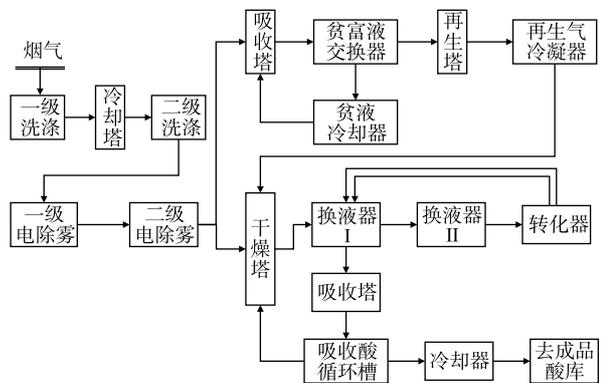 烟气
一级
洗涤
冷却塔
二级
洗涤
吸收塔
贫富液
交换器
再生塔
再生气
冷凝器
贫液
冷却器
一级
电除雾
二级
电除雾
干燥塔
换液器
I
换液器
II
转化器
吸收塔
吸收酸
循环槽
冷却器
去成品
酸库